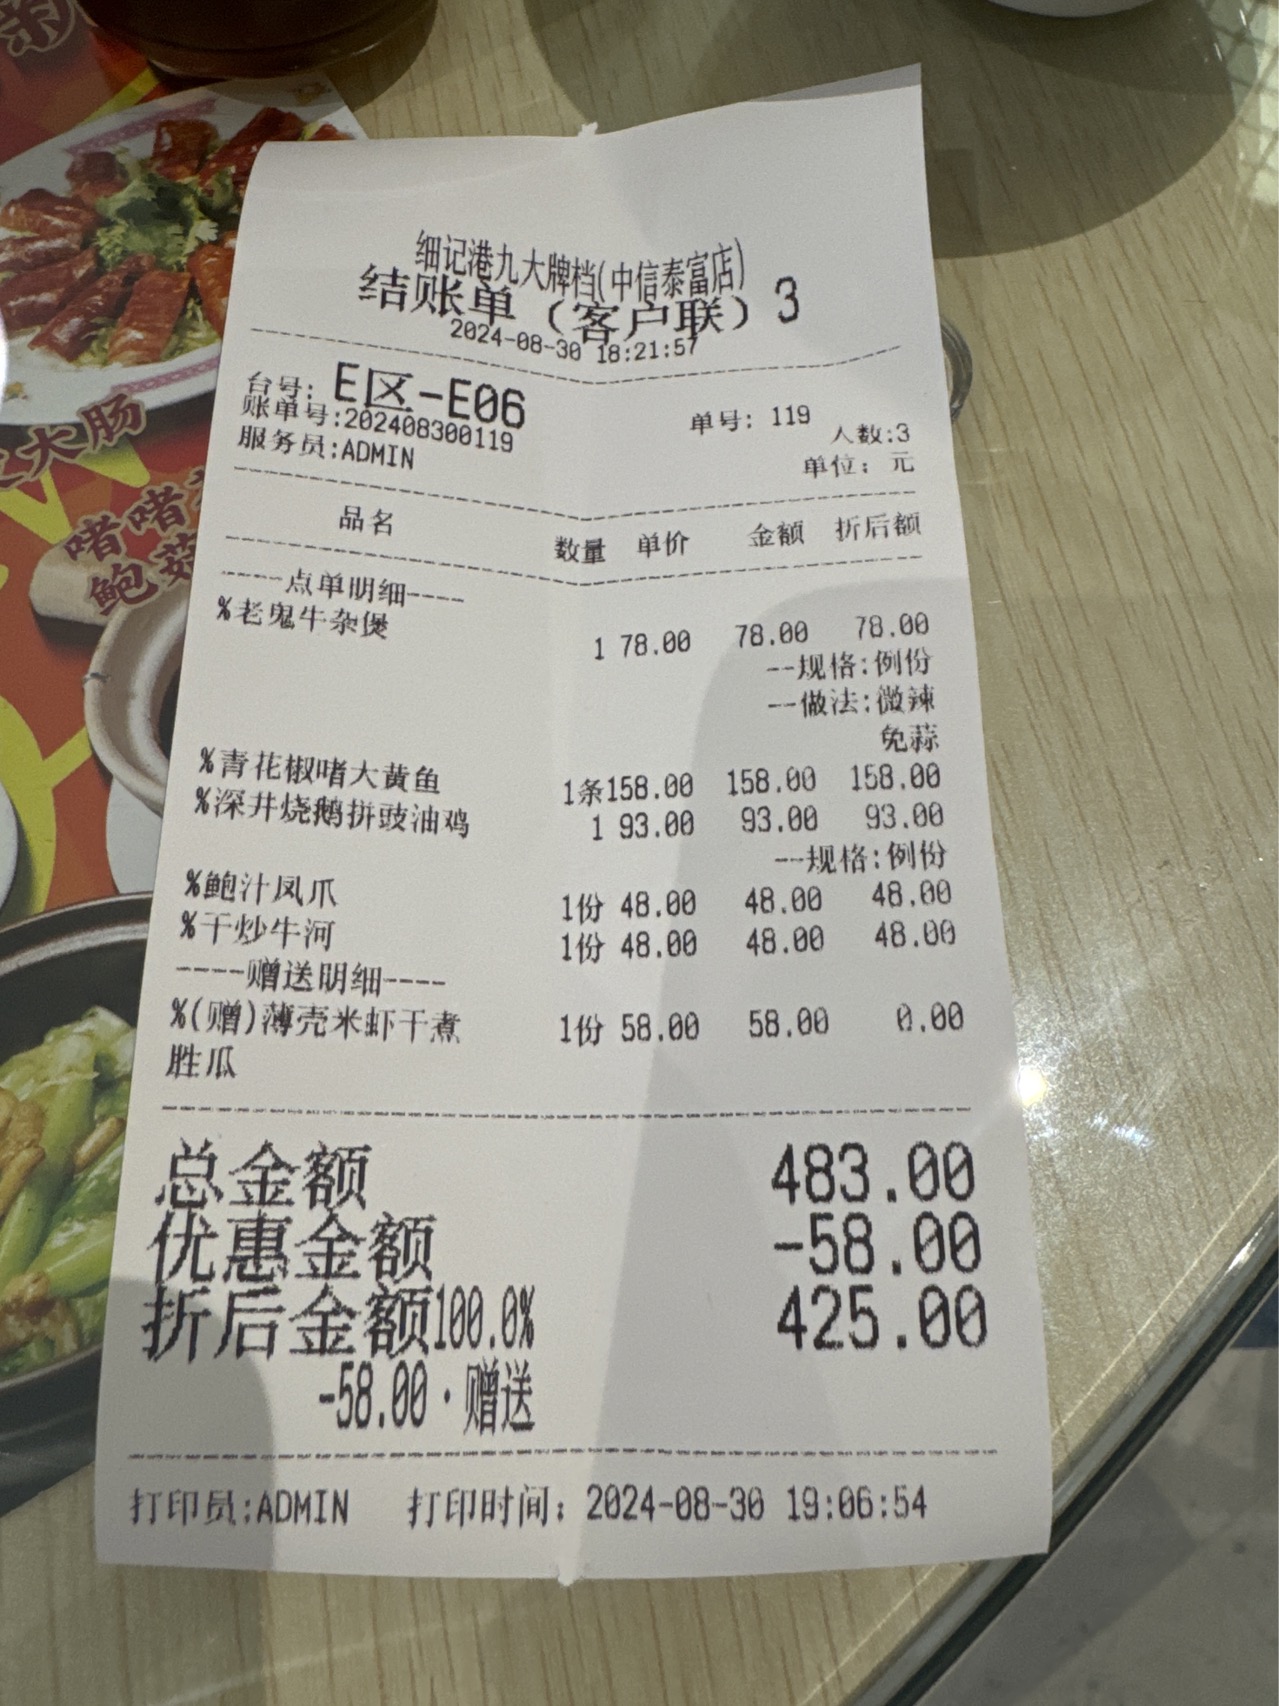 细记港九大牌档(中信泰富店)
结账单（客户联）3
2024-08-30 18:21:57
台号: E区-E06
账单号:202408300119 单号: 119
服务员:ADMIN 人数:3
单位: 元
品名 数量 单价 金额 折后额
-----点单明细----
%老鬼牛杂煲 1 78.00 78.00 78.00
--规格:例份
--做法:微辣
免蒜
%青花椒啫大黄鱼 1条158.00 158.00 158.00
%深井烧鹅拼豉油鸡 1 93.00 93.00 93.00
--规格:例份
%鲍汁凤爪 1份 48.00 48.00 48.00
%干炒牛河 1份 48.00 48.00 48.00
----赠送明细----
%(赠)薄壳米虾干煮 1份 58.00 58.00 0.00
胜瓜
总金额 483.00
优惠金额 -58.00
折后金额100.0% 425.00
-58.00·赠送
打印员:ADMIN 打印时间: 2024-08-30 19:06:54
大肠
啫啫
鲍菇